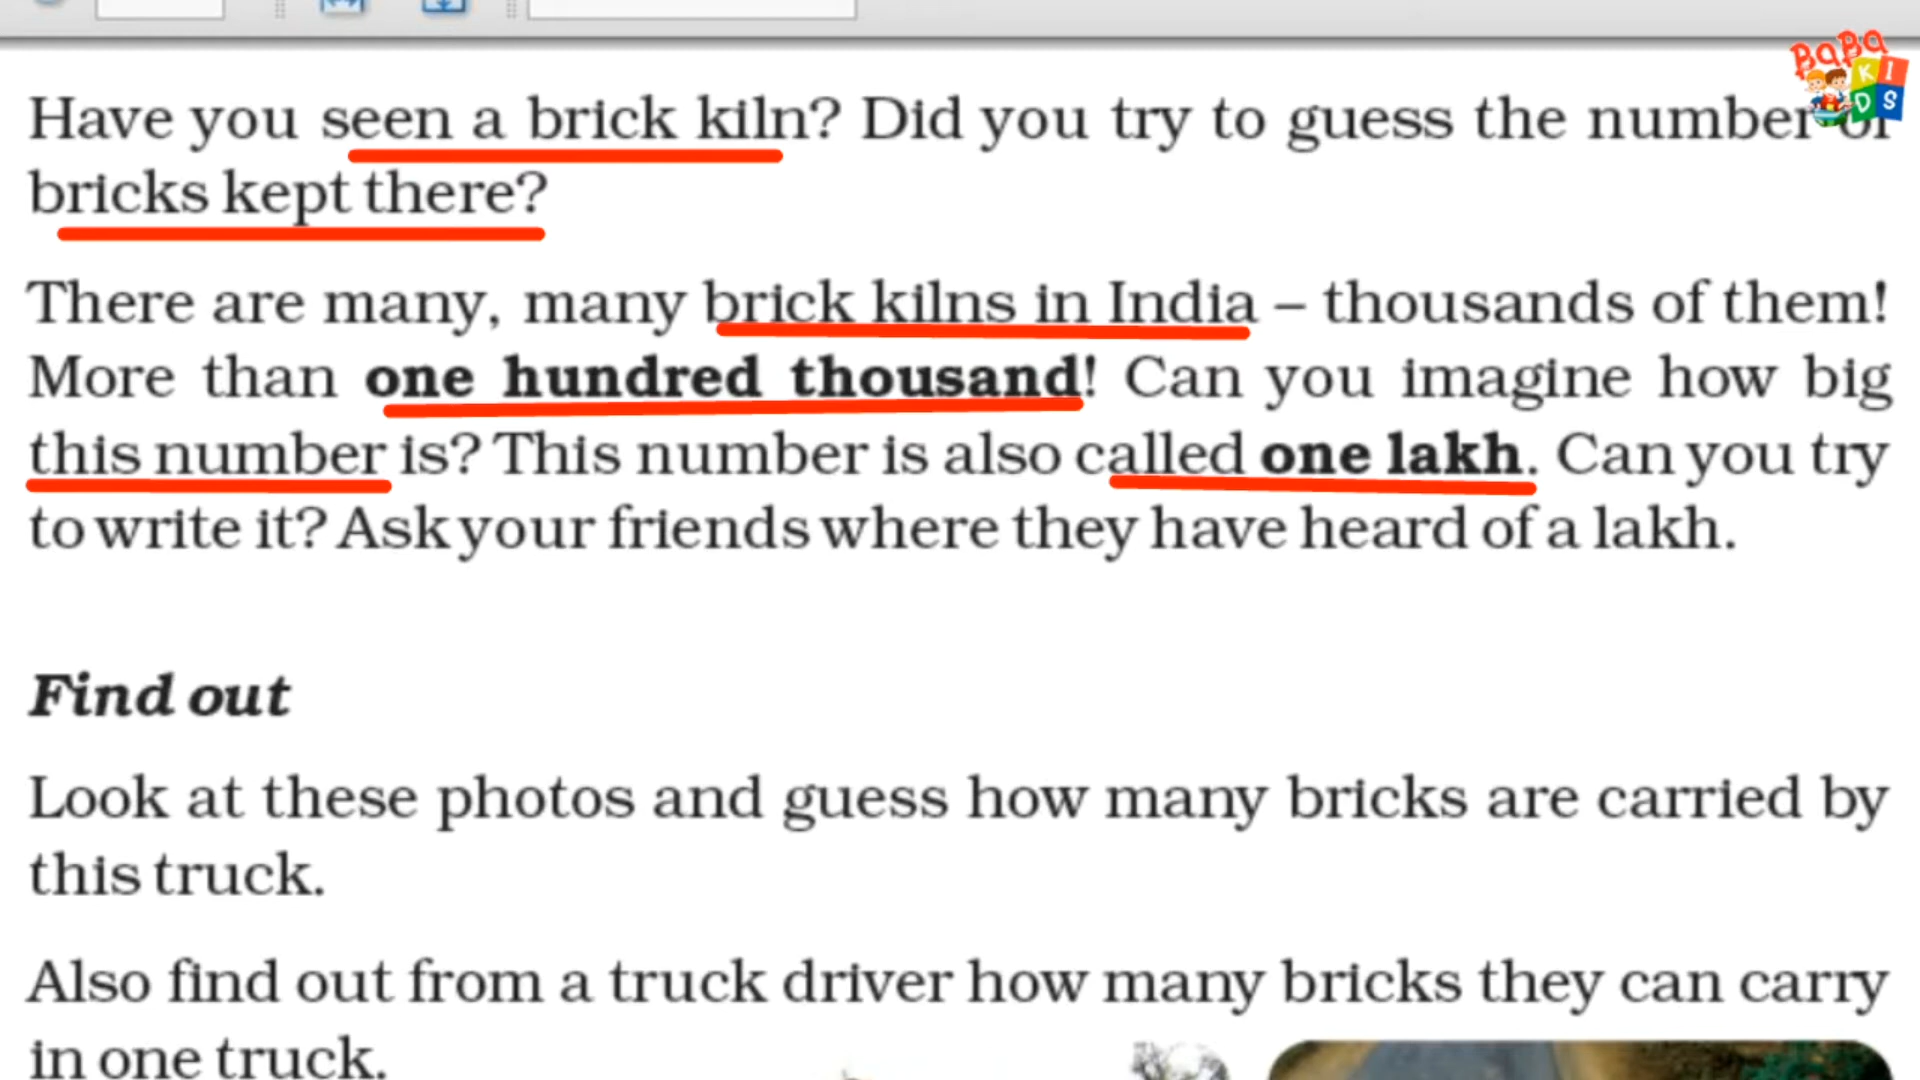 BaBa
KIDS
Have you seen a brick kiln? Did you try to guess the number of
bricks kept there?
There are many, many brick kilns in India – thousands of them!
More than one hundred thousand! Can you imagine how big
this number is? This number is also called one lakh. Can you try
to write it? Ask your friends where they have heard of a lakh.
Find out
Look at these photos and guess how many bricks are carried by
this truck.
Also find out from a truck driver how many bricks they can carry
in one truck.